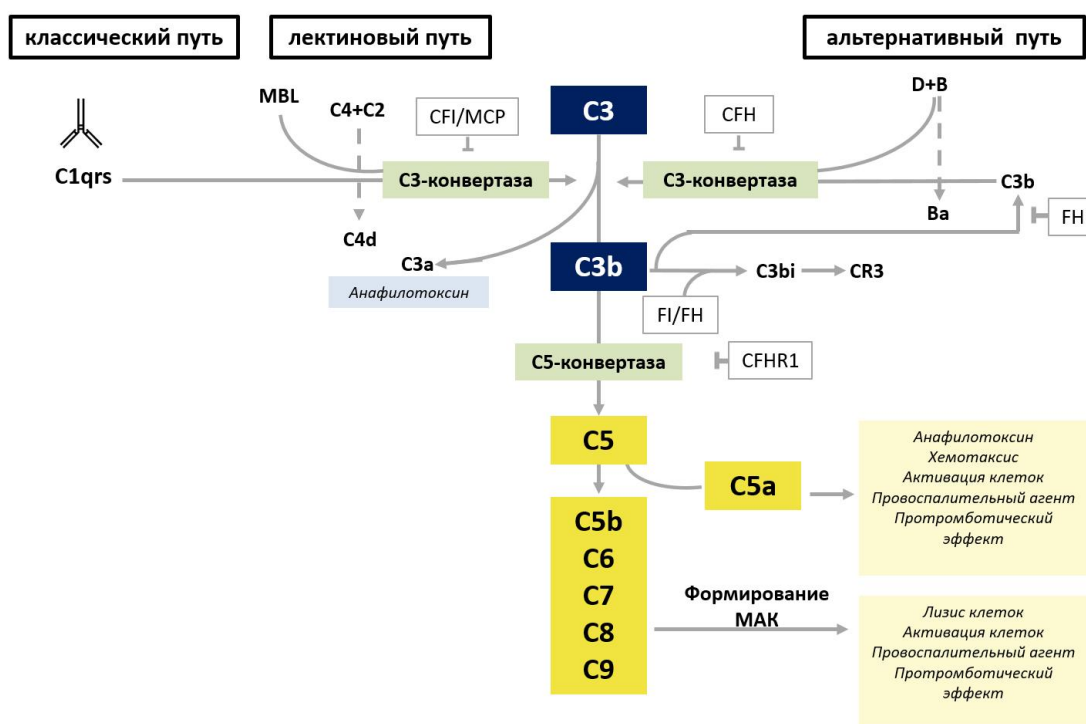 классический путь
лектиновый путь
альтернативный путь
MBL
C4+C2
CFI/MCP
C3
CFH
D+B
C1qrs
C3-конвертаза
C3-конвертаза
C3b
C4d
Ba
FH
C3a
Анафилотоксин
C3b
C3bi
CR3
FI/FH
C5-конвертаза
CFHR1
C5
C5a
Анафилотоксин
Хемотаксис
Активация клеток
Провоспалительный агент
Протромботический
эффект
C5b
C6
C7
C8
C9
Формирование
МАК
Лизис клеток
Активация клеток
Провоспалительный агент
Протромботический
эффект